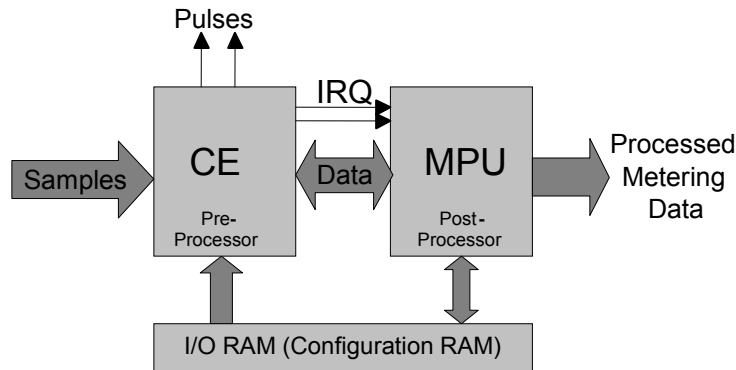 Pulses
IRQ
CE
MPU
Samples
Data
Processed
Metering
Data
Pre-
Processor
Post-
Processor
I/O RAM (Configuration RAM)